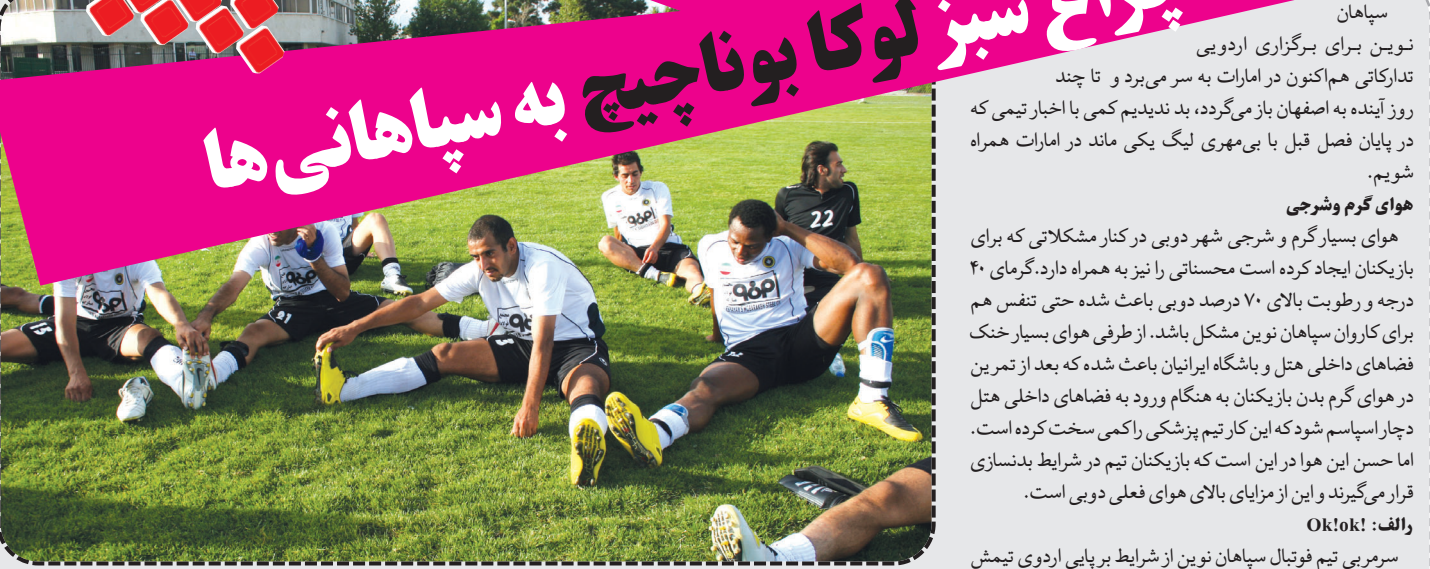 چراغ سبز لوکا بوناچیچ به سپاهانی‌ها
سپاهان
نوین برای برگزاری اردویی
تدارکاتی هم‌اکنون در امارات به سر می‌برد و تا چند
روز آینده به اصفهان باز می‌گردد، بد ندیدیم کمی با اخبار تیمی که
در پایان فصل قبل با بی‌مهری لیگ یکی ماند در امارات همراه
شویم.
هوای گرم وشرجی
هوای بسیار گرم و شرجی شهر دوبی در کنار مشکلاتی که برای
بازیکنان ایجاد کرده است محسناتی را نیز به همراه دارد.گرمای ۴۰
درجه و رطوبت بالای ۷۰ درصد دوبی باعث شده حتی تنفس هم
برای کاروان سپاهان نوین مشکل باشد. از طرفی هوای بسیار خنک
فضاهای داخلی هتل و باشگاه ایرانیان باعث شده که بعد از تمرین
در هوای گرم بدن بازیکنان به هنگام ورود به فضاهای داخلی هتل
دچار اسپاسم شود که این کار تیم پزشکی را کمی سخت کرده است.
اما حسن این هوا در این است که بازیکنان تیم در شرایط بدنسازی
قرار می‌گیرند و این از مزایای بالای هوای فعلی دوبی است.
رالف: !Ok!ok
سرمربی تیم فوتبال سپاهان نوین از شرایط برپایی اردوی تیمش
22